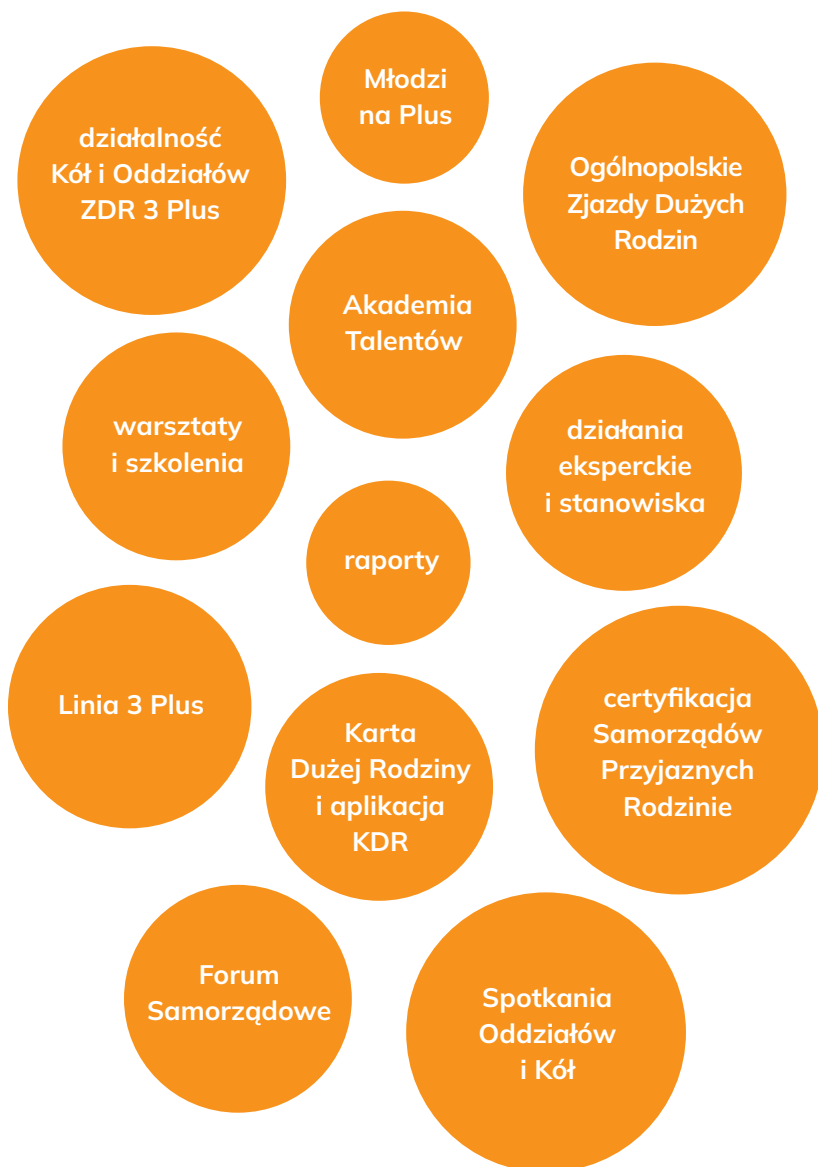 Młodzi
na Plus
działalność
Kół i Oddziałów
ZDR 3 Plus
Ogólnopolskie
Zjazdy Dużych
Rodzin
Akademia
Talentów
warsztaty
i szkolenia
działania
eksperckie
i stanowiska
raporty
Linia 3 Plus
Karta
Dużej Rodziny
i aplikacja
KDR
certyfikacja
Samorządów
Przyjaznych
Rodzinie
Forum
Samorządowe
Spotkania
Oddziałów
i Kół